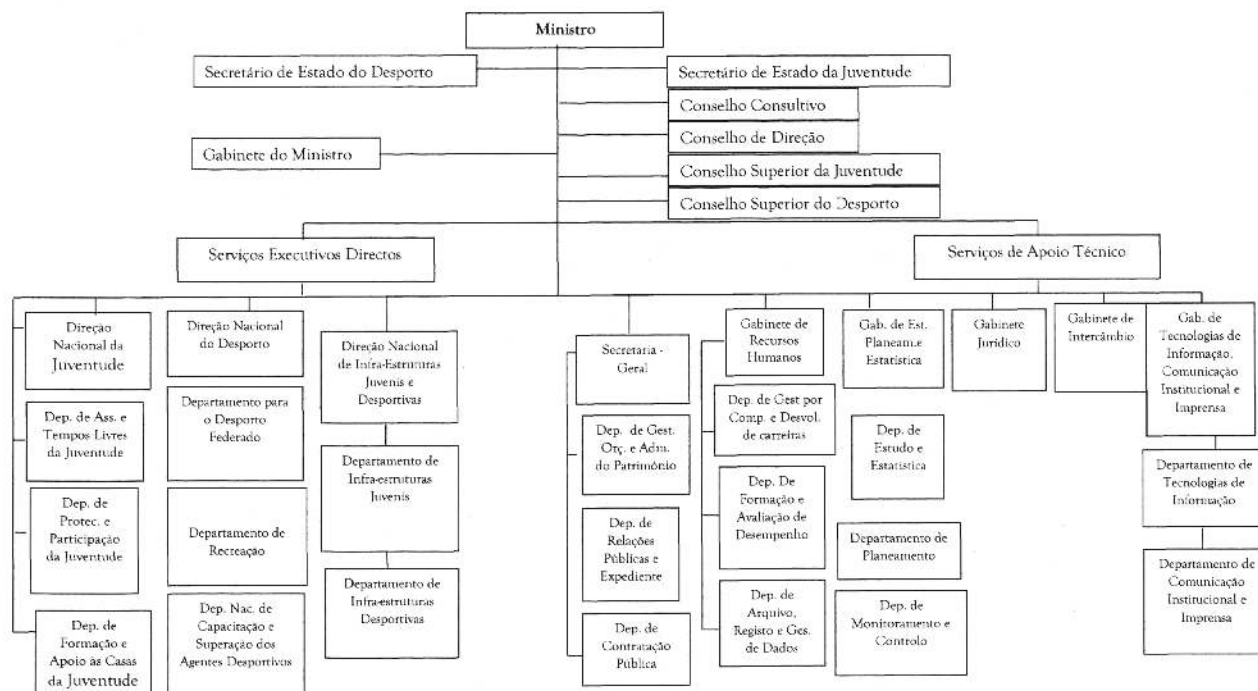 Ministro
Secretário de Estado do Desporto
Secretário de Estado da Juventude
Conselho Consultivo
Conselho de Direção
Gabinete do Ministro
Conselho Superior da Juventude
Conselho Superior do Desporto
Serviços Executivos Directos
Serviços de Apoio Técnico
Direção
Nacional da
Juventude
Dep. de Ass. e
Tempos Livres
da Juventude
Dep. de
Protec. e
Participação
da Juventude
Dep. de
Formação e
Apoio às Casas
da Juventude
Direção Nacional
do Desporto
Departamento para
o Desporto
Federado
Departamento de
Recreação
Dep. Nac. de
Capacitação e
Superação dos
Agentes Desportivos
Direção Nacional
de Infra-Estruturas
Juvenis e
Desportivas
Departamento de
Infra-estruturas
Juvenis
Departamento de
Infra-estruturas
Desportivas
Secretaria -
Geral
Dep. de Gest.
Orç. e Adm.
do Patrimônio
Dep. de
Relações
Públicas e
Expediente
Dep. de
Contratação
Pública
Gabinete de
Recursos
Humanos
Dep. de Gest por
Comp. e Desvol.
de carreiras
Dep. De
Formação e
Avaliação de
Desempenho
Dep. de
Arquivo,
Registo e Ges.
de Dados
Gab. de Est.
Planeam.e
Estatística
Dep. de
Estudo e
Estatística
Departamento
de Planeamento
Dep. de
Monitoramento e
Controlo
Gabinete
Jurídico
Gabinete de
Intercâmbio
Gab. de
Tecnologias de
Informação,
Comunicação
Institucional e
Imprensa
Departamento de
Tecnologias de
Informação
Departamento de
Comunicação
Institucional e
Imprensa